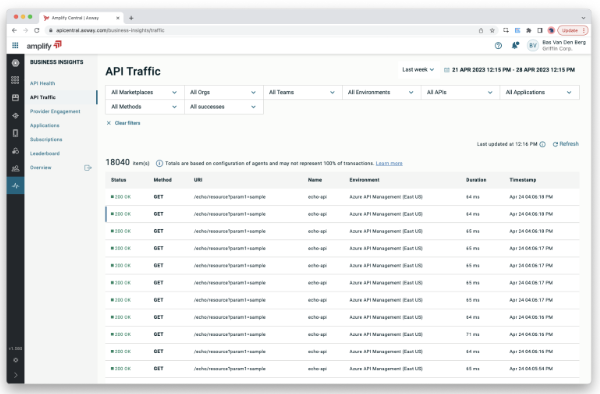 Amplify Central | Axway
apicentral.axway.com/business-insights/traffic
Update
amplify
BV
Bas Van Den Berg
Griffin Corp.
BUSINESS INSIGHTS
API Health
API Traffic
Provider Engagement
Applications
Subscriptions
Leaderboard
Overview
API Traffic
Last week
21 APR 2023 12:15 PM - 28 APR 2023 12:15 PM
All Marketplaces All Orgs All Teams All Environments All APIs All Applications
All Methods All successes
× Clear filters
Last updated at 12:16 PM Refresh
18040 item(s) Totals are based on configuration of agents and may not represent 100% of transactions. Learn more
Status Method URI Name Environment Duration Timestamp
200 OK GET /echo/resource?param1=sample echo-api Azure API Management (East US) 64 ms Apr 24 04:06:19 PM
200 OK GET /echo/resource?param1=sample echo-api Azure API Management (East US) 64 ms Apr 24 04:06:18 PM
200 OK GET /echo/resource?param1=sample echo-api Azure API Management (East US) 65 ms Apr 24 04:06:18 PM
200 OK GET /echo/resource?param1=sample echo-api Azure API Management (East US) 65 ms Apr 24 04:06:17 PM
200 OK GET /echo/resource?param1=sample echo-api Azure API Management (East US) 64 ms Apr 24 04:06:17 PM
200 OK GET /echo/resource?param1=sample echo-api Azure API Management (East US) 65 ms Apr 24 04:06:17 PM
200 OK GET /echo/resource?param1=sample echo-api Azure API Management (East US) 65 ms Apr 24 04:06:17 PM
200 OK GET /echo/resource?param1=sample echo-api Azure API Management (East US) 64 ms Apr 24 04:06:16 PM
200 OK GET /echo/resource?param1=sample echo-api Azure API Management (East US) 71 ms Apr 24 04:06:16 PM
200 OK GET /echo/resource?param1=sample echo-api Azure API Management (East US) 64 ms Apr 24 04:06:16 PM
200 OK GET /echo/resource?param1=sample echo-api Azure API Management (East US) 65 ms